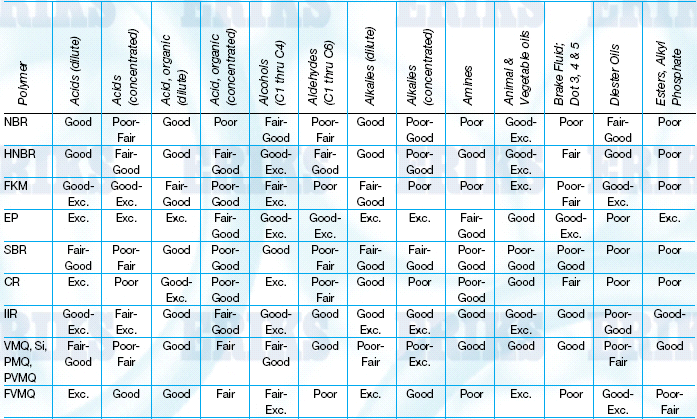 Polymer | Acids (dilute) | Acids (concentrated) | Acid, organic (dilute) | Acid, organic (concentrated) | Alcohols (C1 thru C4) | Aldehydes (C1 thru C6) | Alkalies (dilute) | Alkalies (concentrated) | Amines | Animal & Vegetable oils | Brake Fluid; Dot 3, 4 & 5 | Diester Oils | Esters, Alkyl Phosphate
NBR | Good | Poor-Fair | Good | Poor | Fair-Good | Poor-Fair | Good | Poor-Good | Poor | Good-Exc. | Poor | Fair-Good | Poor
HNBR | Good | Fair-Good | Good | Fair-Good | Good-Exc. | Fair-Good | Good | Poor-Good | Good | Good-Exc. | Fair | Good | Poor
FKM | Good-Exc. | Good-Exc. | Fair-Good | Poor-Good | Fair-Exc. | Poor | Fair-Good | Poor | Poor | Exc. | Poor-Fair | Good-Exc. | Poor
EP | Exc. | Exc. | Exc. | Fair-Good | Good-Exc. | Good-Exc. | Exc. | Exc. | Fair-Good | Good | Good-Exc. | Poor | Exc.
SBR | Fair-Good | Poor-Fair | Good | Poor-Good | Good | Poor-Fair | Fair-Good | Fair-Good | Poor-Good | Poor-Good | Poor-Good | Poor | Poor
CR | Exc. | Poor | Good-Exc. | Poor-Good | Exc. | Poor-Fair | Good | Poor | Poor-Good | Good | Fair | Poor | Poor
IIR | Good-Exc. | Fair-Exc. | Good | Fair-Good | Good-Exc. | Good | Good-Exc. | Good-Exc. | Good | Good-Exc. | Good | Poor-Good | Good-
VMQ, Si, PMQ, PVMQ | Fair-Good | Poor-Fair | Good | Fair | Fair-Good | Good | Poor-Fair | Poor-Exc. | Good | Good | Good | Poor-Fair | Good
FVMQ | Exc. | Good | Good | Fair | Fair-Exc. | Poor | Exc. | Good | Poor | Exc. | Poor | Good-Exc. | Poor-Fair
ERIKS